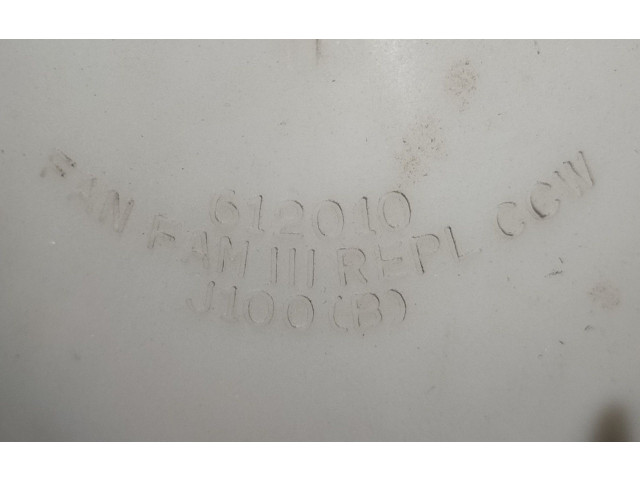 612010
FAN FAM III REPL CCW
J100(B)